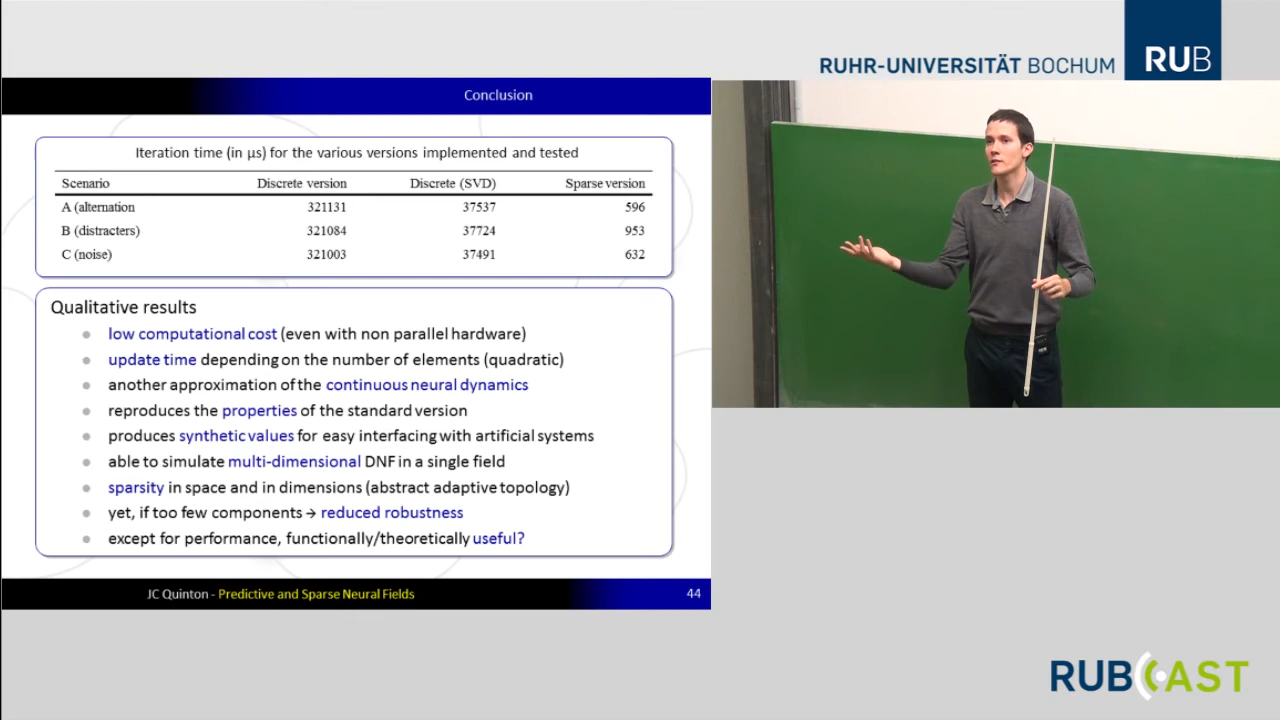 RUHR-UNIVERSITÄT BOCHUM
RUB
Conclusion
Iteration time (in µs) for the various versions implemented and tested
Scenario Discrete version Discrete (SVD) Sparse version
A (alternation 321131 37537 596
B (distracters) 321084 37724 953
C (noise) 321003 37491 632
Qualitative results
low computational cost (even with non parallel hardware)
update time depending on the number of elements (quadratic)
another approximation of the continuous neural dynamics
reproduces the properties of the standard version
produces synthetic values for easy interfacing with artificial systems
able to simulate multi-dimensional DNF in a single field
sparsity in space and in dimensions (abstract adaptive topology)
yet, if too few components → reduced robustness
except for performance, functionally/theoretically useful?
JC Quinton - Predictive and Sparse Neural Fields 44
RUBCAST